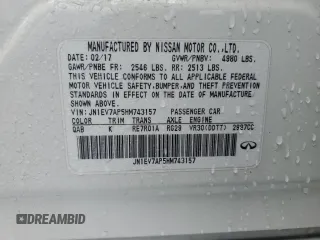 MANUFACTURED BY NISSAN MOTOR CO.,LTD.
DATE: 02/17 GVWR/PNBV: 4980 LBS.
GAWR/PNBE FR: 2546 LBS. RR: 2513 LBS.
THIS VEHICLE CONFORMS TO ALL APPLICABLE FEDERAL
MOTOR VEHICLE SAFETY, BUMPER, AND THEFT PREVENTION
STANDARDS IN EFFECT ON THE DATE OF MANUFACTURE
SHOWN ABOVE.
VIN: JN1EV7AP5HM743157 PASSENGER CAR
COLOR TRIM TRANS AXLE ENGINE
QAB K RE7R01A RG29 VR30(DDTT) 2997CC
INFINITI
JN1EV7AP5HM743157